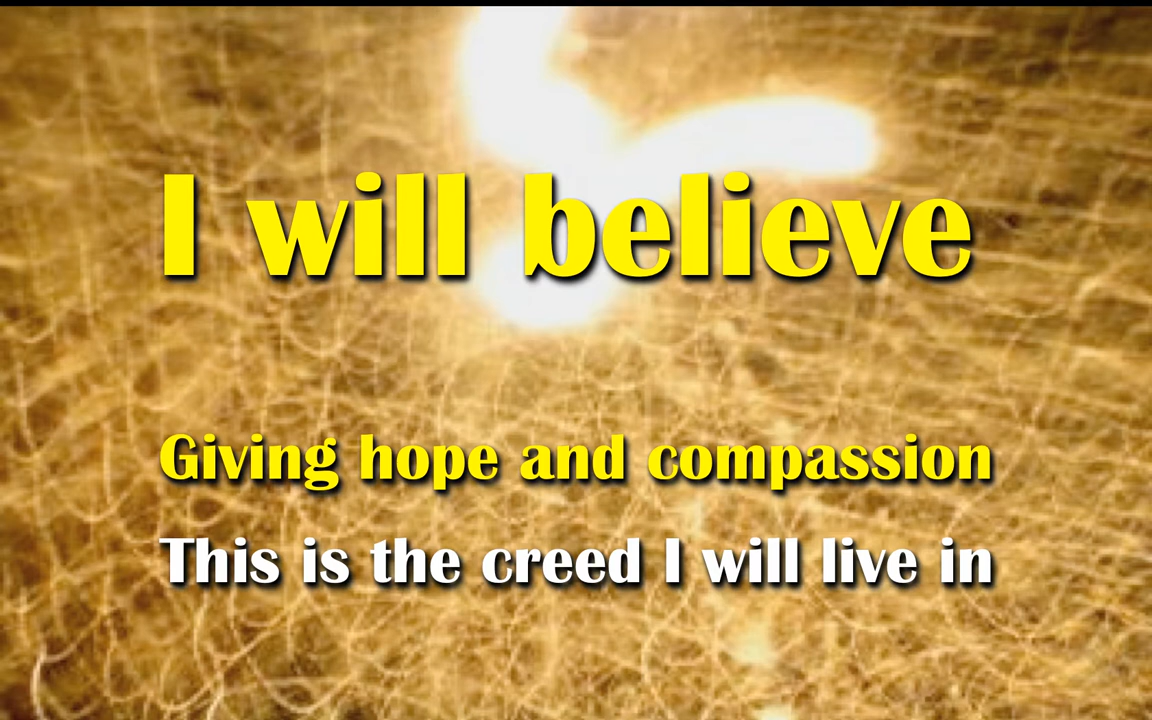 I will believe
Giving hope and compassion
This is the creed I will live in